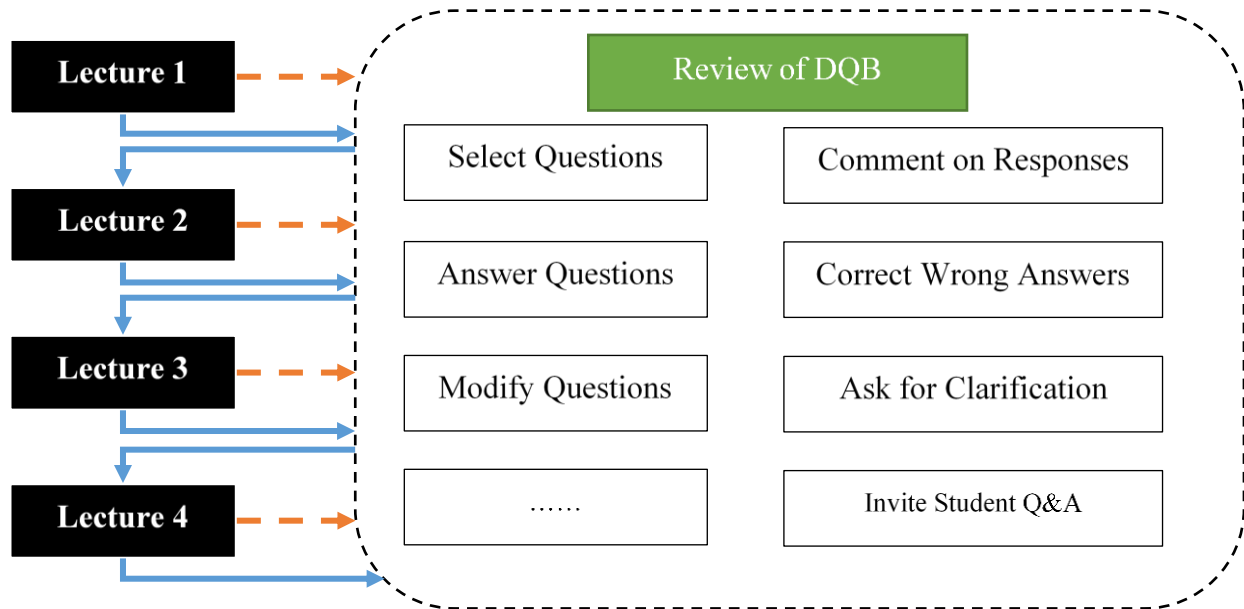 Lecture 1
Lecture 2
Lecture 3
Lecture 4
Review of DQB
Select Questions
Comment on Responses
Answer Questions
Correct Wrong Answers
Modify Questions
Ask for Clarification
……
Invite Student Q&A